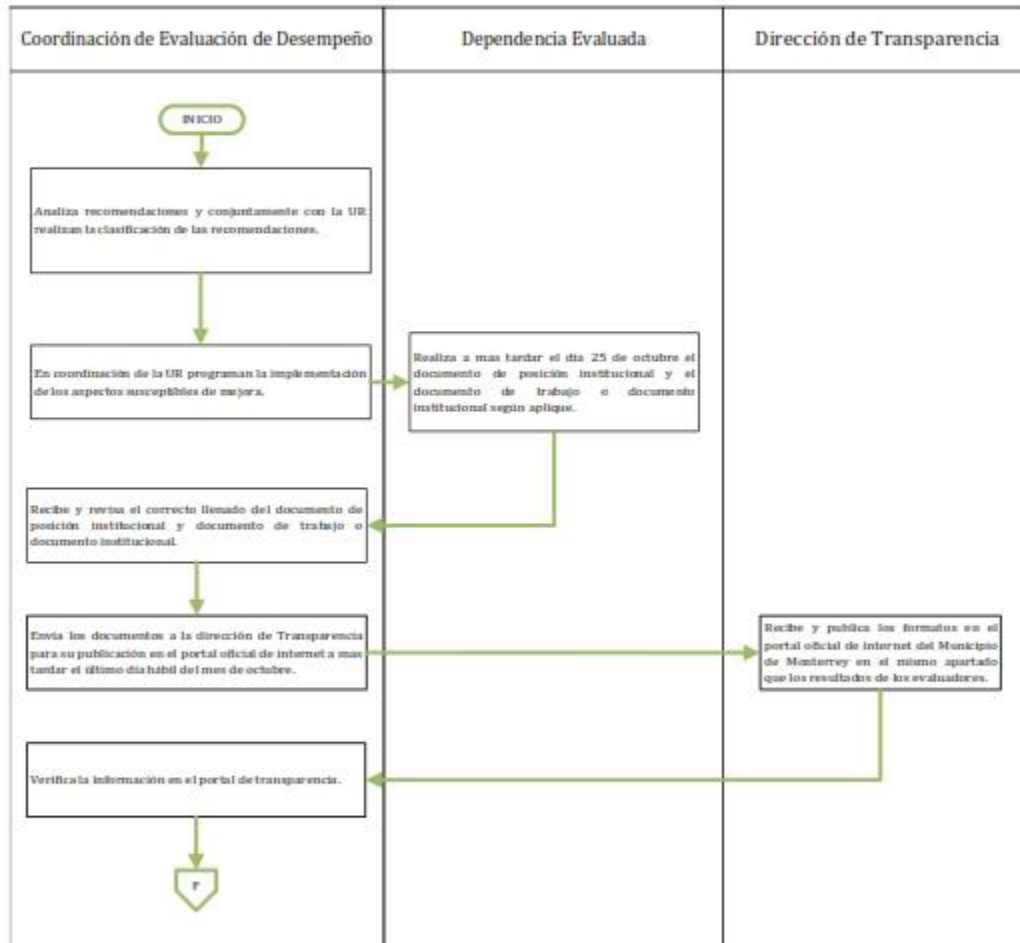 Coordinación de Evaluación de Desempeño
Dependencia Evaluada
Dirección de Transparencia
INICIO
Analiza recomendaciones y conjuntamente con la UR
realizan la clasificación de las recomendaciones.
En coordinación de la UR programan la implementación
de los aspectos susceptibles de mejora.
Realiza a mas tardar el dia 25 de octubre el
documento de posición institucional y el
documento de trabajo o documento
institucional según aplique.
Recibe y revisa el correcto llenado del documento de
posición institucional y documento de trabajo o
documento institucional.
Envía los documentos a la dirección de Transparencia
para su publicación en el portal oficial de internet a mas
tardar el último día hábil del mes de octubre.
Recibe y publica los formatos en el
portal oficial de internet del Municipio
de Monterrey en el mismo apartado
que los resultados de los evaluadores.
Verifica la información en el portal de transparencia.
F